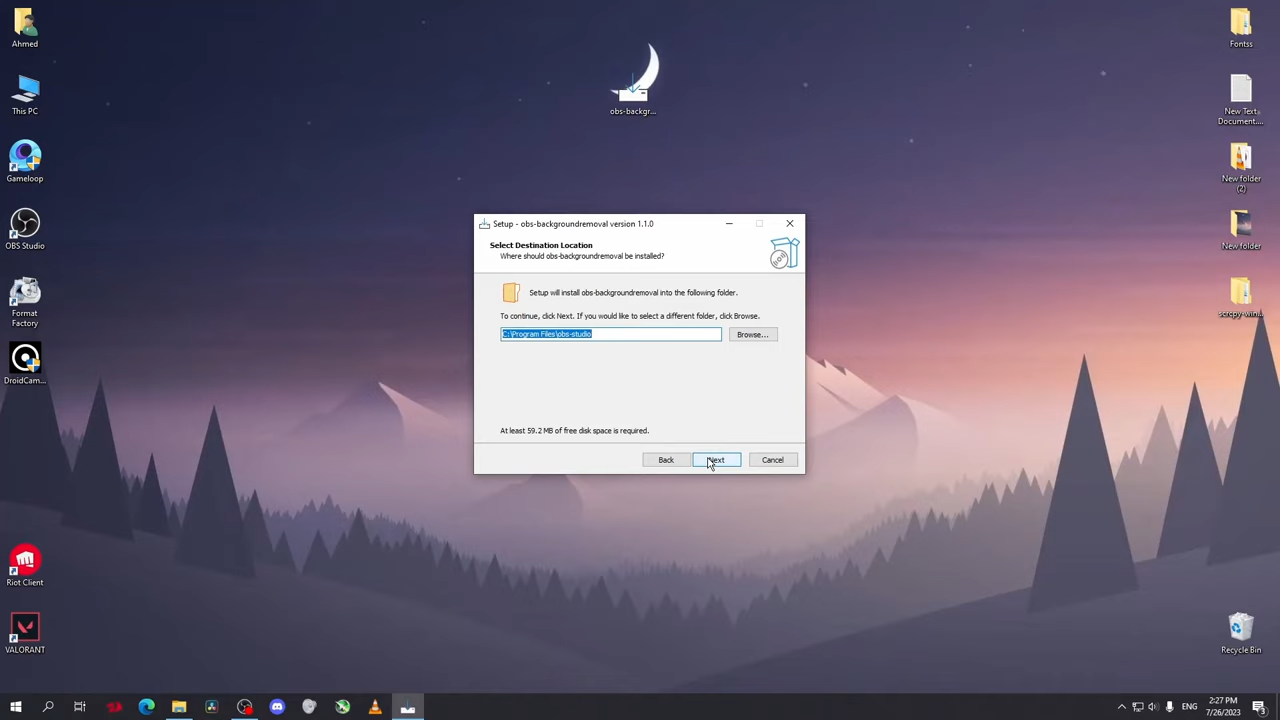 Ahmed
This PC
Gameloop
OBS Studio
Format
Factory
DroidCam...
Riot Client
VALORANT
obs-backgr...
Setup - obs-backgroundremoval version 1.1.0
Select Destination Location
Where should obs-backgroundremoval be installed?
Setup will install obs-backgroundremoval into the following folder.
To continue, click Next. If you would like to select a different folder, click Browse.
C:\Program Files\obs-studio
Browse...
At least 59.2 MB of free disk space is required.
Back
Next
Cancel
Fontss
New Text
Document....
New folder
(2)
New folder
scrcpy-win...
Recycle Bin
ENG
2:27 PM
7/26/2023
3